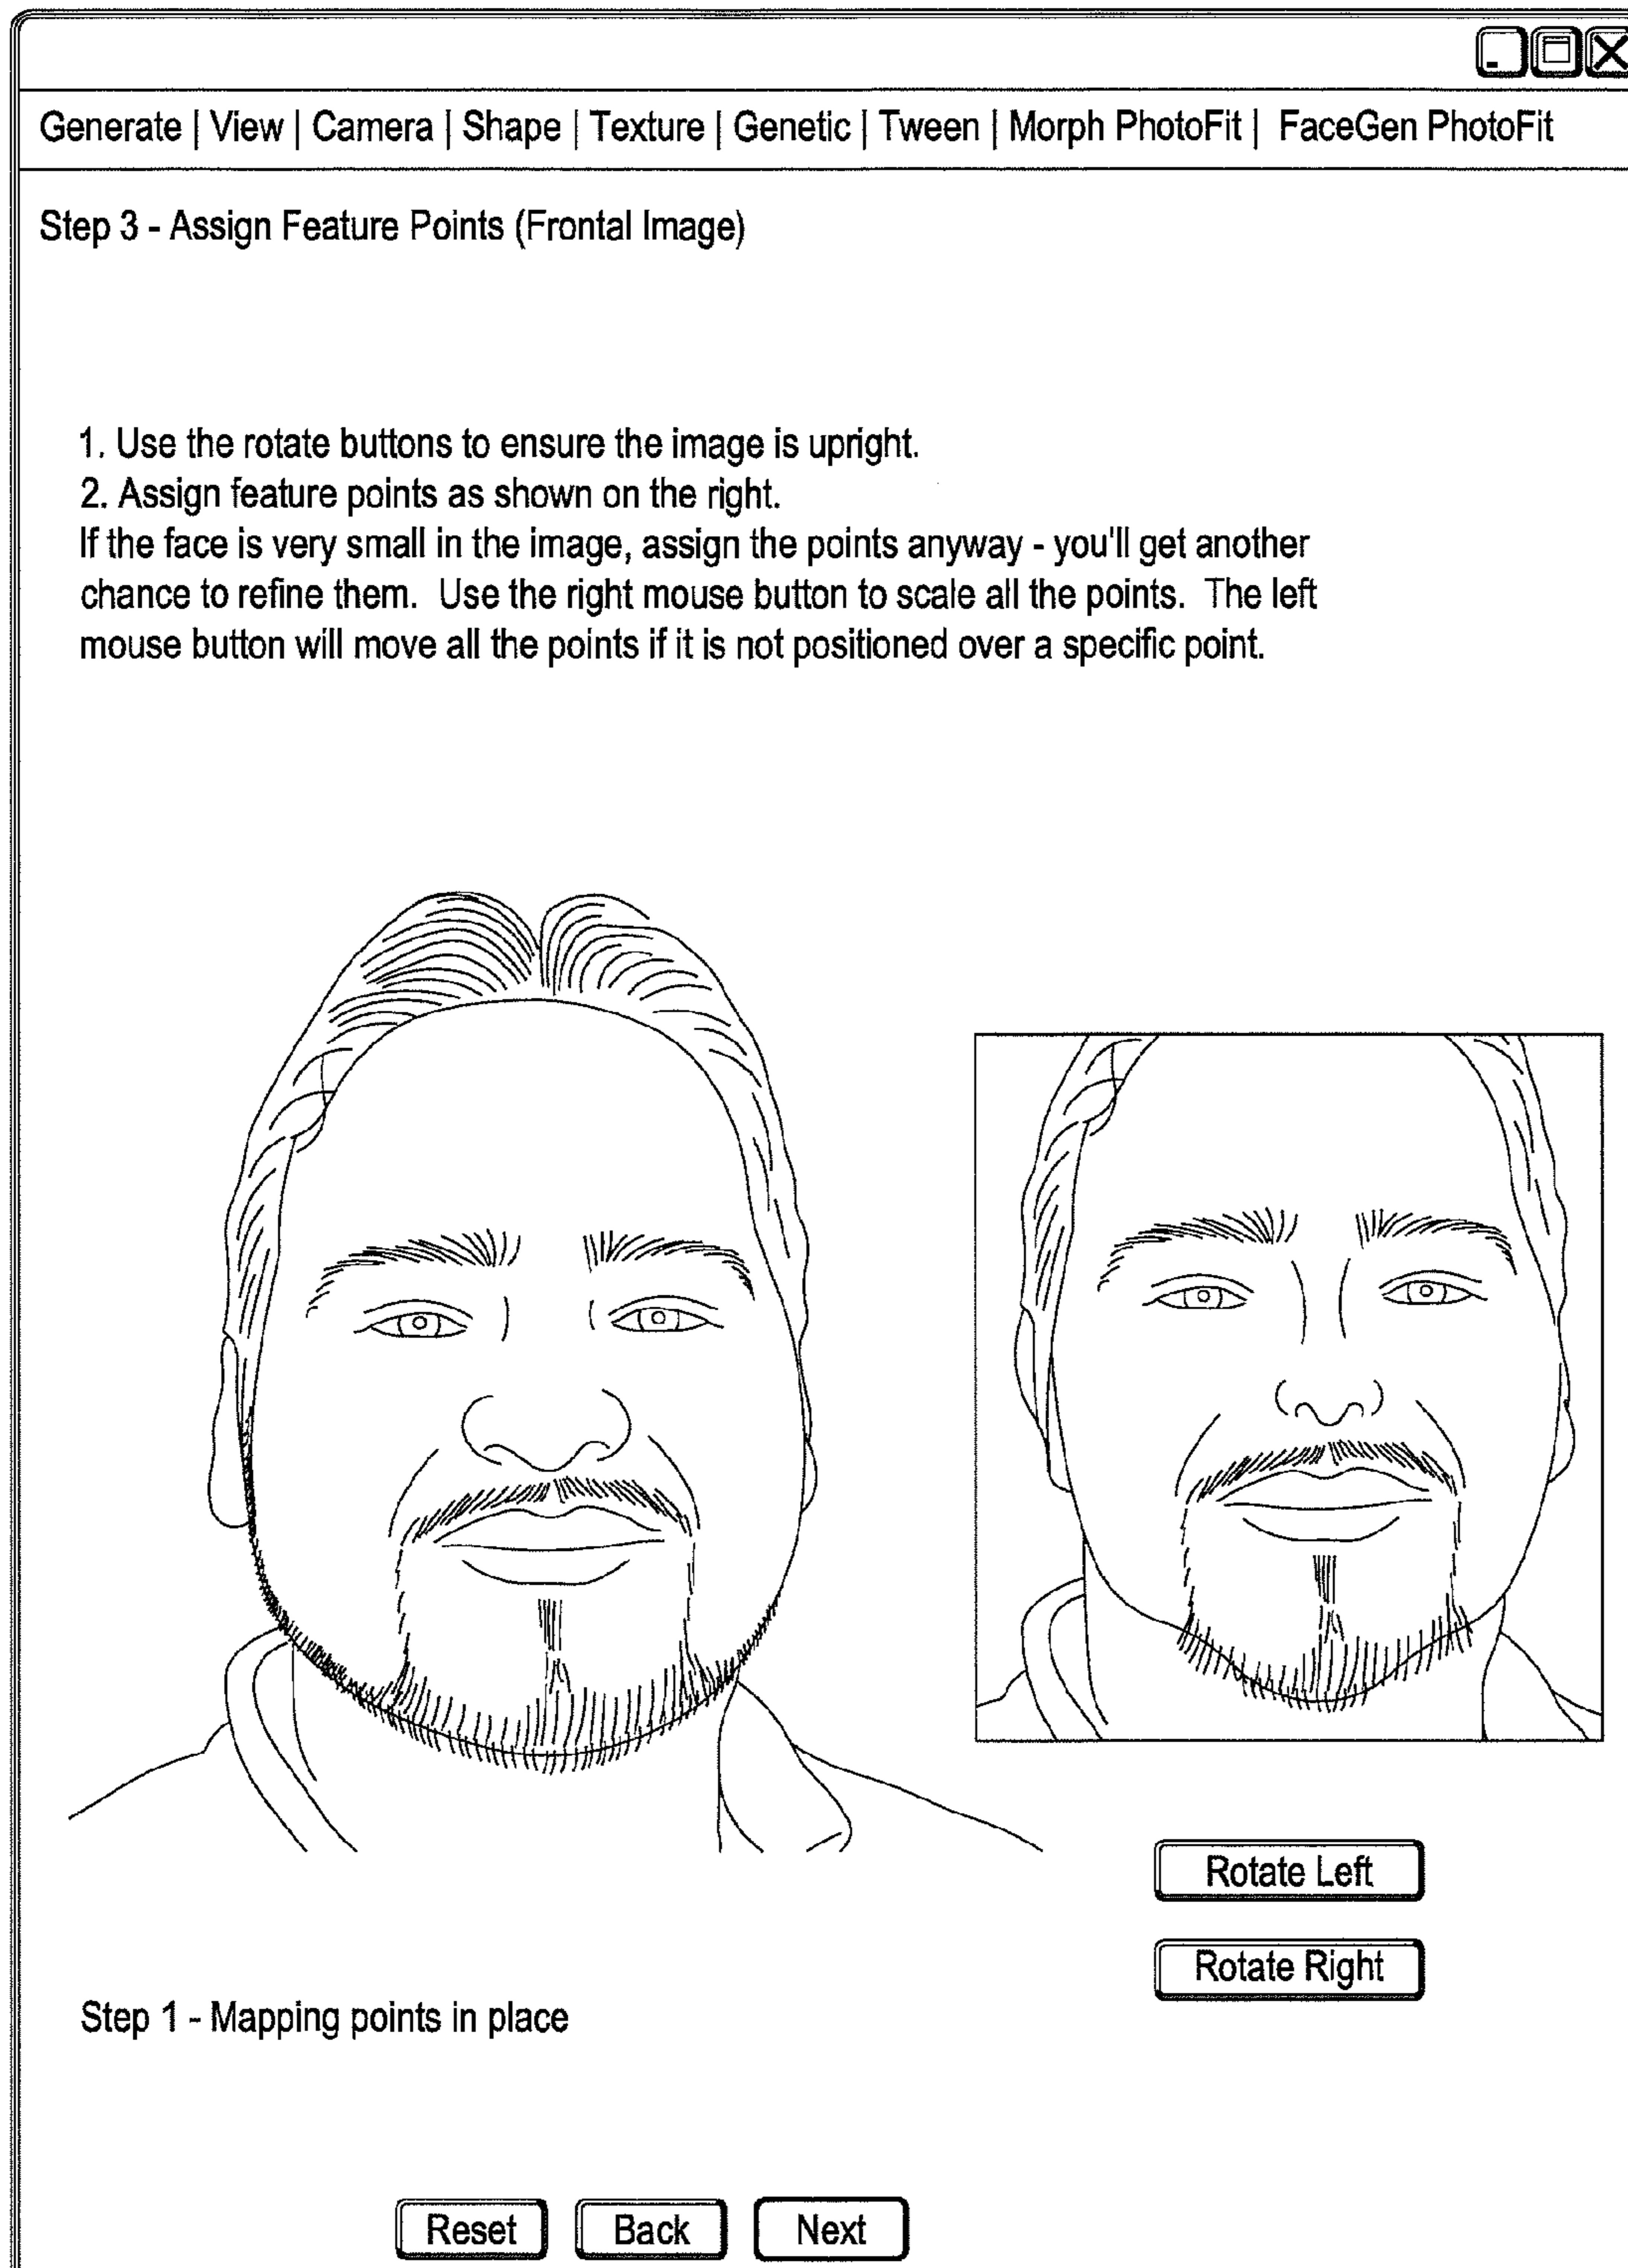 Generate | View | Camera | Shape | Texture | Genetic | Tween | Morph PhotoFit | FaceGen PhotoFit
Step 3 - Assign Feature Points (Frontal Image)
1. Use the rotate buttons to ensure the image is upright.
2. Assign feature points as shown on the right.
If the face is very small in the image, assign the points anyway - you'll get another
chance to refine them. Use the right mouse button to scale all the points. The left
mouse button will move all the points if it is not positioned over a specific point.
Rotate Left
Rotate Right
Step 1 - Mapping points in place
Reset Back Next